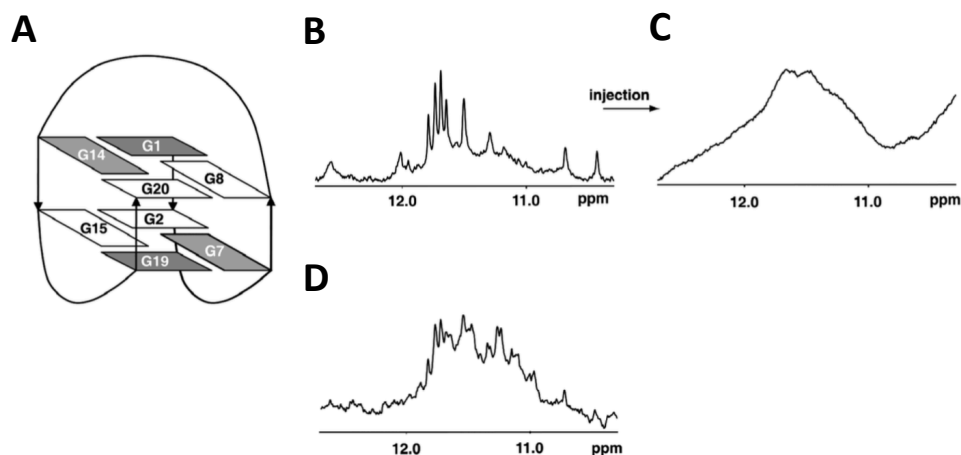 A
B
C
G14
G1
G8
G20
G2
G15
G7
G19
injection
12.0 11.0 ppm
12.0 11.0 ppm
D
12.0 11.0 ppm